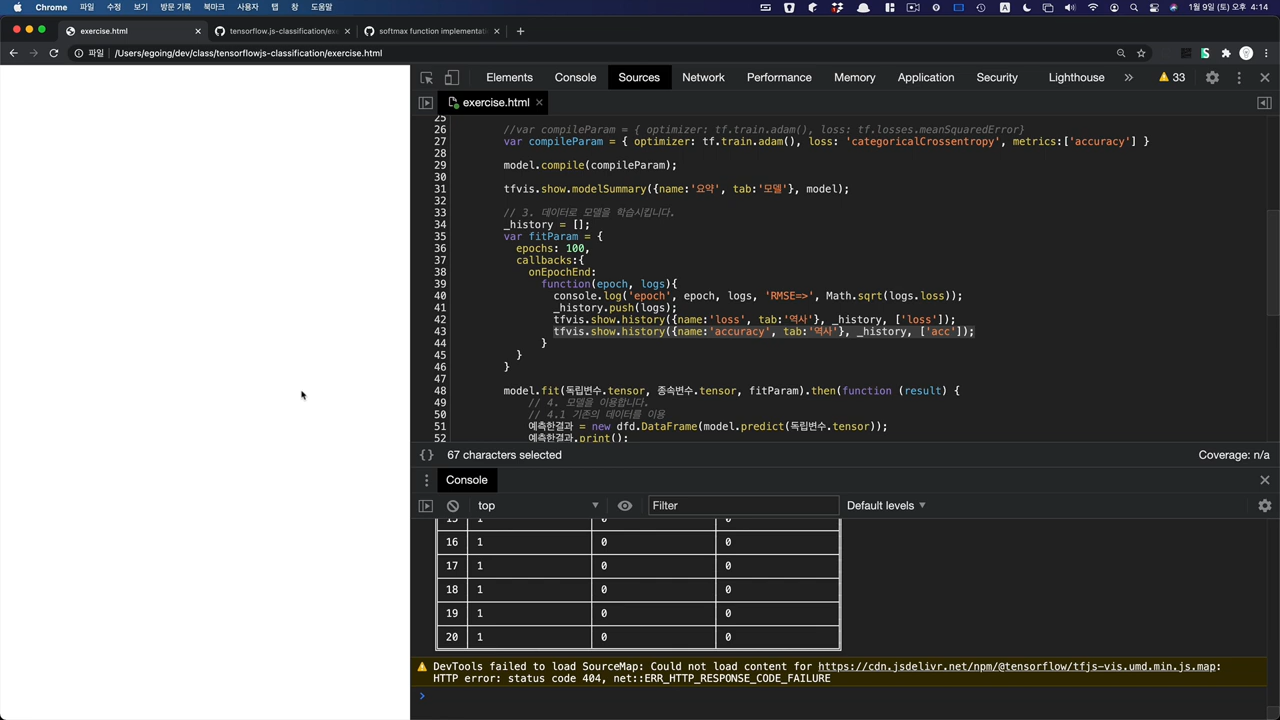 Chrome 파일 수정 보기 방문 기록 북마크 사용자 탭 창 도움말 1월 9일 (토) 오후 4:14
exercise.html tensorflow.js-classification/ex softmax function implementat
파일 /Users/egoing/dev/class/tensorflowjs-classification/exercise.html
Elements Console Sources Network Performance Memory Application Security Lighthouse » 33
exercise.html
25
26 //var compileParam = { optimizer: tf.train.adam(), loss: tf.losses.meanSquaredError}
27 var compileParam = { optimizer: tf.train.adam(), loss: 'categoricalCrossentropy', metrics:['accuracy'] }
28
29 model.compile(compileParam);
30
31 tfvis.show.modelSummary({name:'요약', tab:'모델'}, model);
32
33 // 3. 데이터로 모델을 학습시킵니다.
34 _history = [];
35 var fitParam = {
36 epochs: 100,
37 callbacks:{
38 onEpochEnd:
39 function(epoch, logs){
40 console.log('epoch', epoch, logs, 'RMSE=>', Math.sqrt(logs.loss));
41 _history.push(logs);
42 tfvis.show.history({name:'loss', tab:'역사'}, _history, ['loss']);
43 tfvis.show.history({name:'accuracy', tab:'역사'}, _history, ['acc']);
44 }
45 }
46 }
47
48 model.fit(독립변수.tensor, 종속변수.tensor, fitParam).then(function (result) {
49 // 4. 모델을 이용합니다.
50 // 4.1 기존의 데이터를 이용
51 예측한결과 = new dfd.DataFrame(model.predict(독립변수.tensor));
52 예측한결과.print();
{} 67 characters selected Coverage: n/a
Console
top Filter Default levels
15 1 0 0
16 1 0 0
17 1 0 0
18 1 0 0
19 1 0 0
20 1 0 0
DevTools failed to load SourceMap: Could not load content for https://cdn.jsdelivr.net/npm/@tensorflow/tfjs-vis.umd.min.js.map:
HTTP error: status code 404, net::ERR_HTTP_RESPONSE_CODE_FAILURE
>